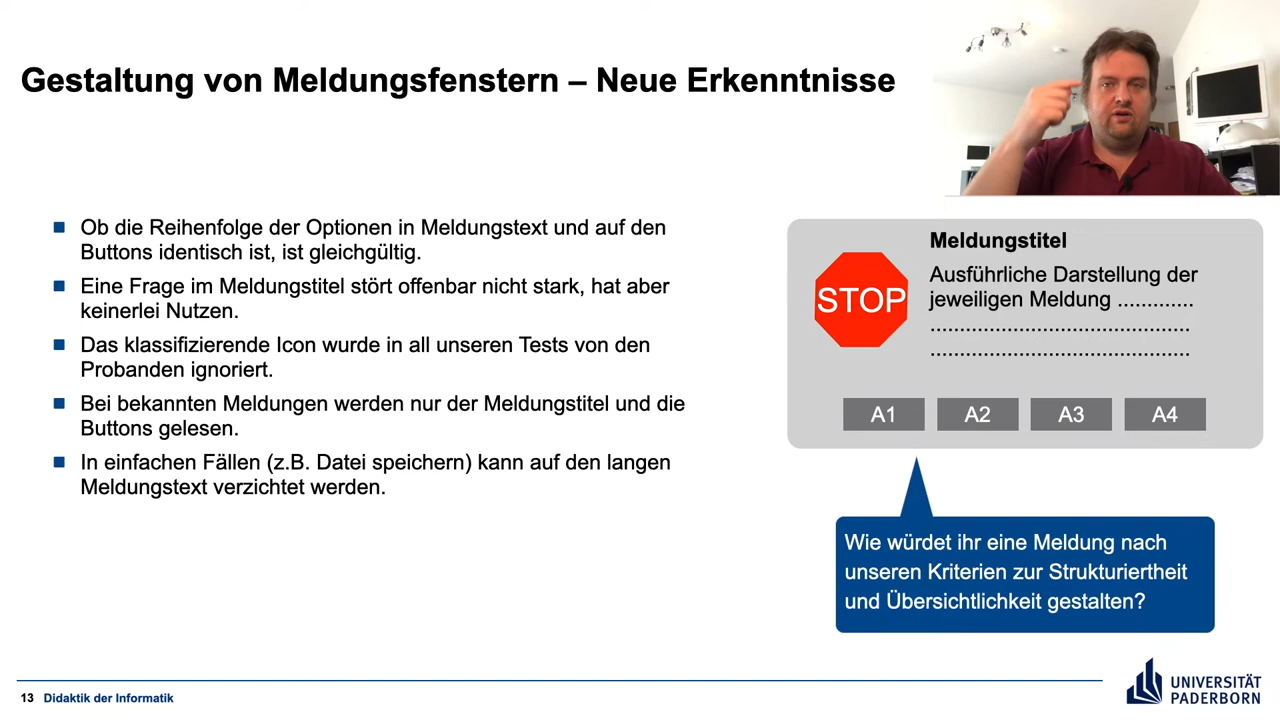 Gestaltung von Meldungsfenstern – Neue Erkenntnisse
Ob die Reihenfolge der Optionen in Meldungstext und auf den
Buttons identisch ist, ist gleichgültig.
Eine Frage im Meldungstitel stört offenbar nicht stark, hat aber
keinerlei Nutzen.
Das klassifizierende Icon wurde in all unseren Tests von den
Probanden ignoriert.
Bei bekannten Meldungen werden nur der Meldungstitel und die
Buttons gelesen.
In einfachen Fällen (z.B. Datei speichern) kann auf den langen
Meldungstext verzichtet werden.
Meldungstitel
STOP
Ausführliche Darstellung der
jeweiligen Meldung .............
............................................
............................................
A1 A2 A3 A4
Wie würdet ihr eine Meldung nach
unseren Kriterien zur Strukturiertheit
und Übersichtlichkeit gestalten?
13 Didaktik der Informatik
UNIVERSITÄT
PADERBORN